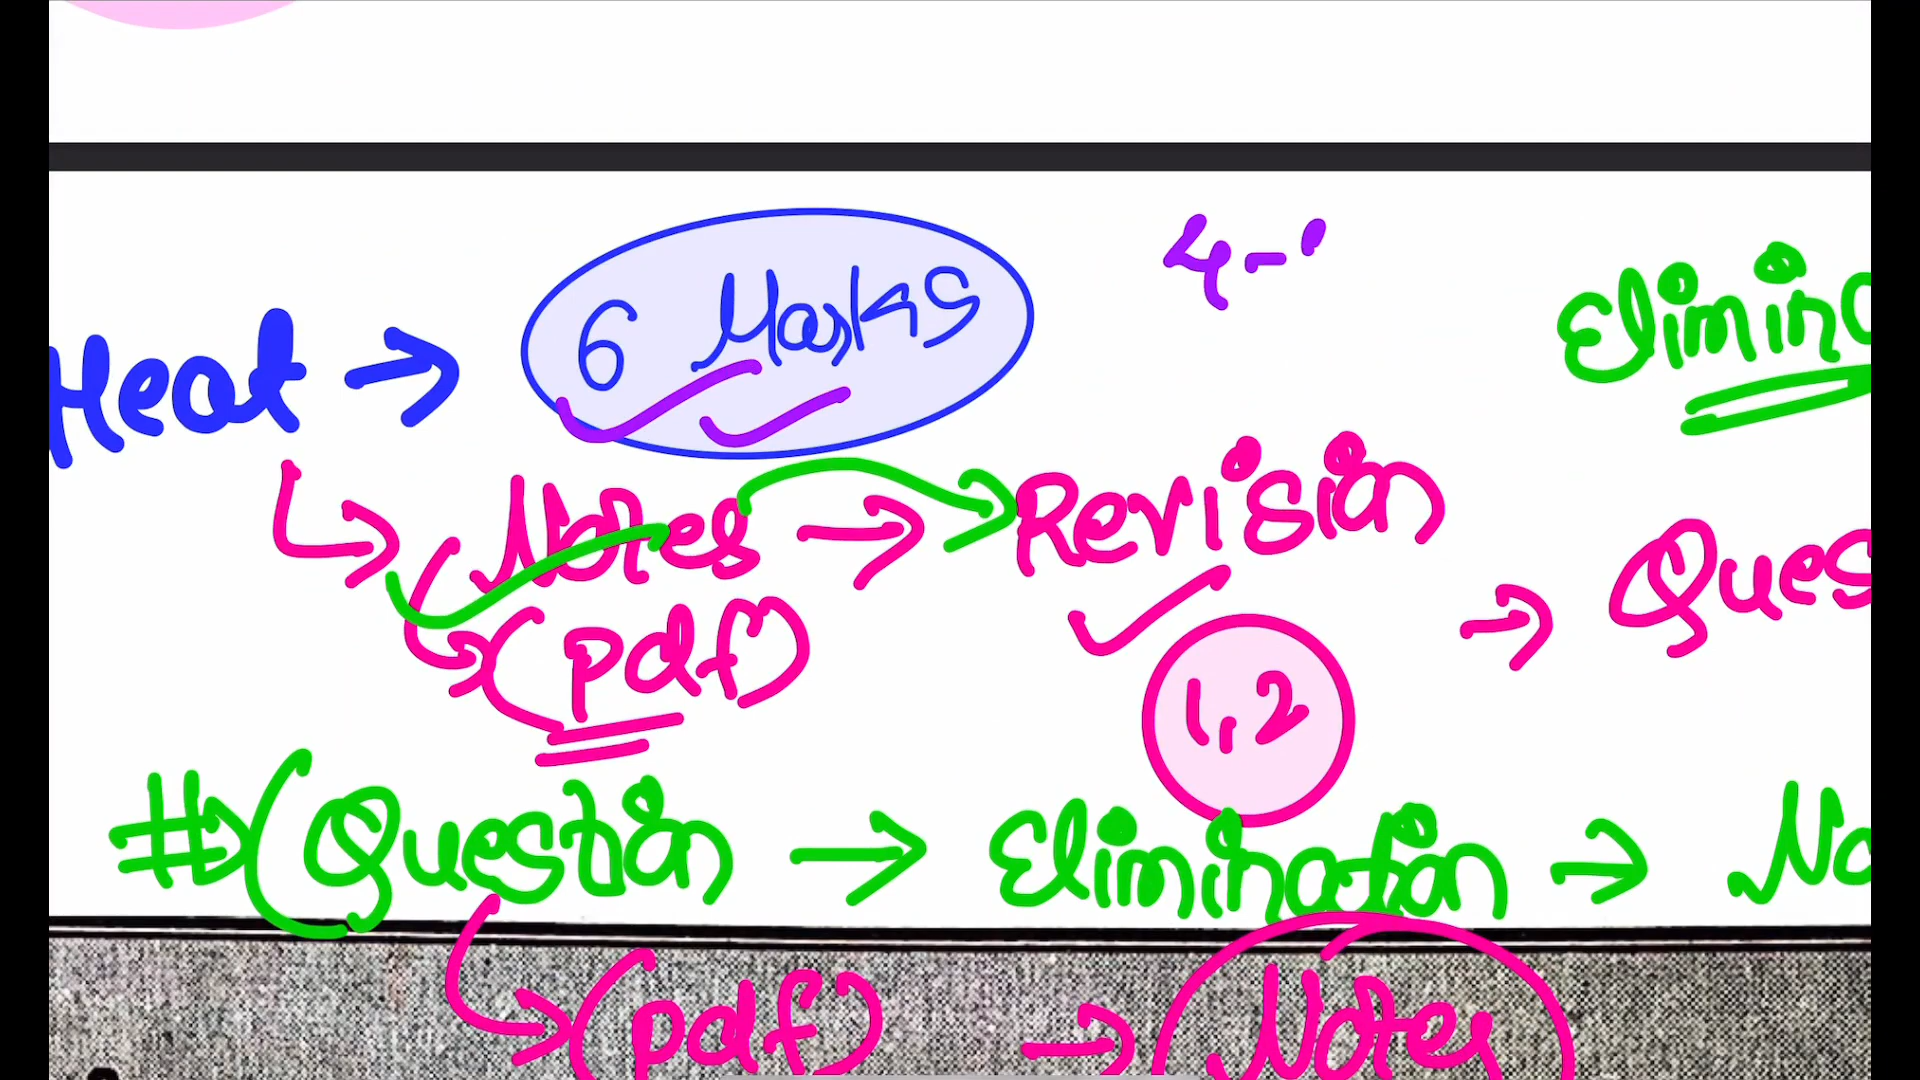 4-
Elimin
Heat → 6 Marks
Notes → Revision → Ques
(pdf) 1,2
# (Question → Elimination → No
(pdf) → Notes